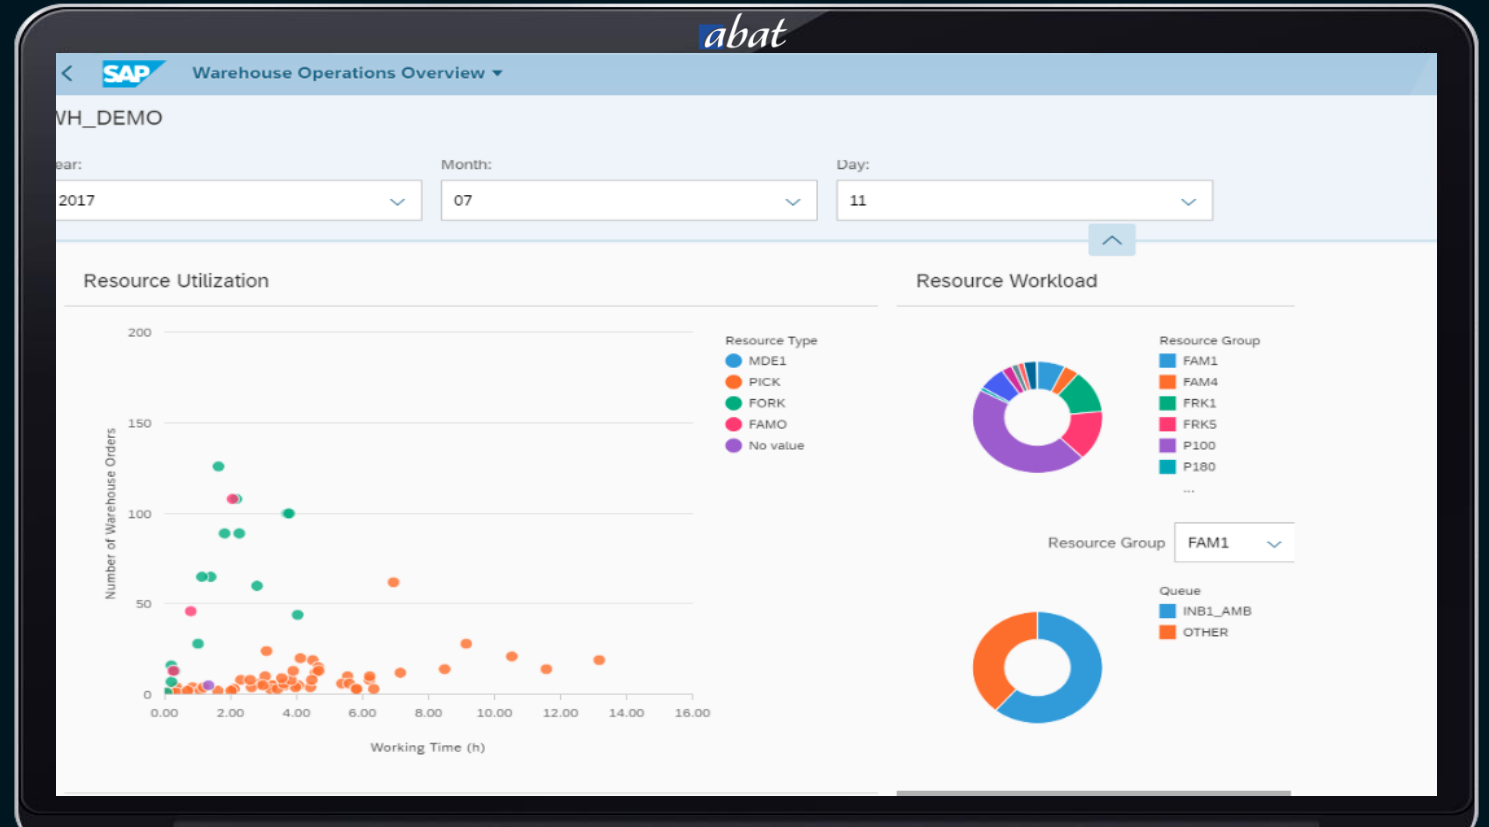 abat
SAP Warehouse Operations Overview
WH_DEMO
ear: Month: Day:
2017 07 11
Resource Utilization
200
150
100
50
0
0.00 2.00 4.00 6.00 8.00 10.00 12.00 14.00 16.00
Number of Warehouse Orders
Working Time (h)
Resource Type
MDE1
PICK
FORK
FAMO
No value
Resource Workload
Resource Group
FAM1
FAM4
FRK1
FRK5
P100
P180
...
Resource Group FAM1
Queue
INB1_AMB
OTHER